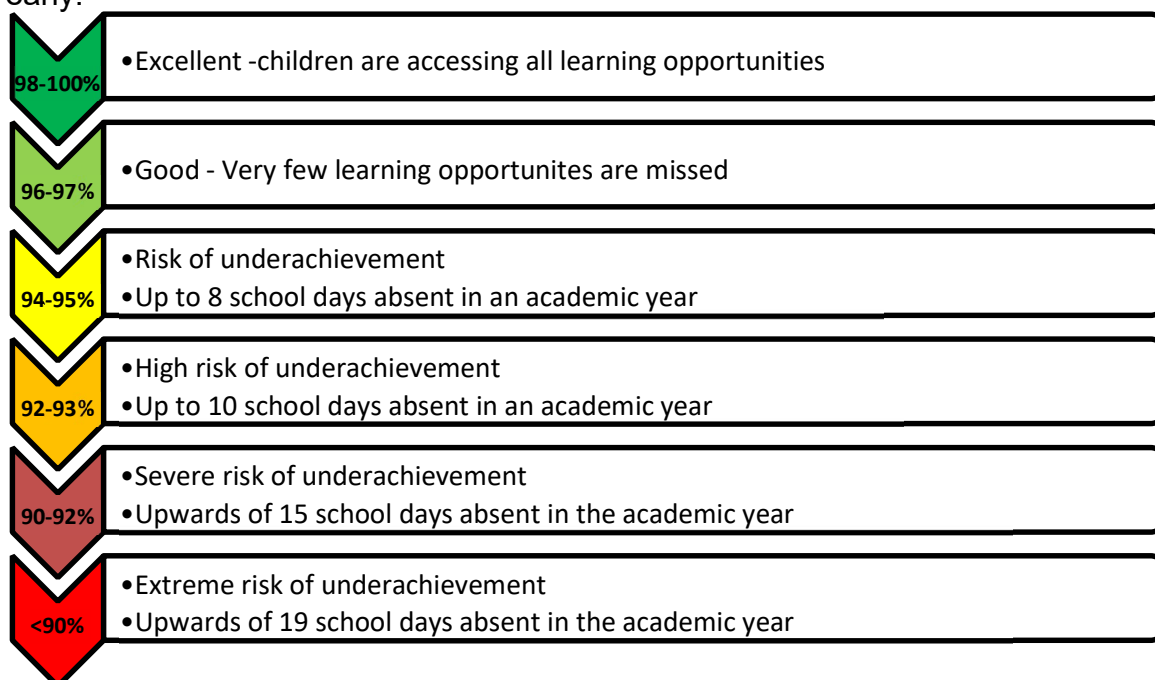 98-100%
•Excellent -children are accessing all learning opportunities
96-97%
•Good - Very few learning opportunites are missed
94-95%
•Risk of underachievement
•Up to 8 school days absent in an academic year
92-93%
•High risk of underachievement
•Up to 10 school days absent in an academic year
90-92%
•Severe risk of underachievement
•Upwards of 15 school days absent in the academic year
<90%
•Extreme risk of underachievement
•Upwards of 19 school days absent in the academic year